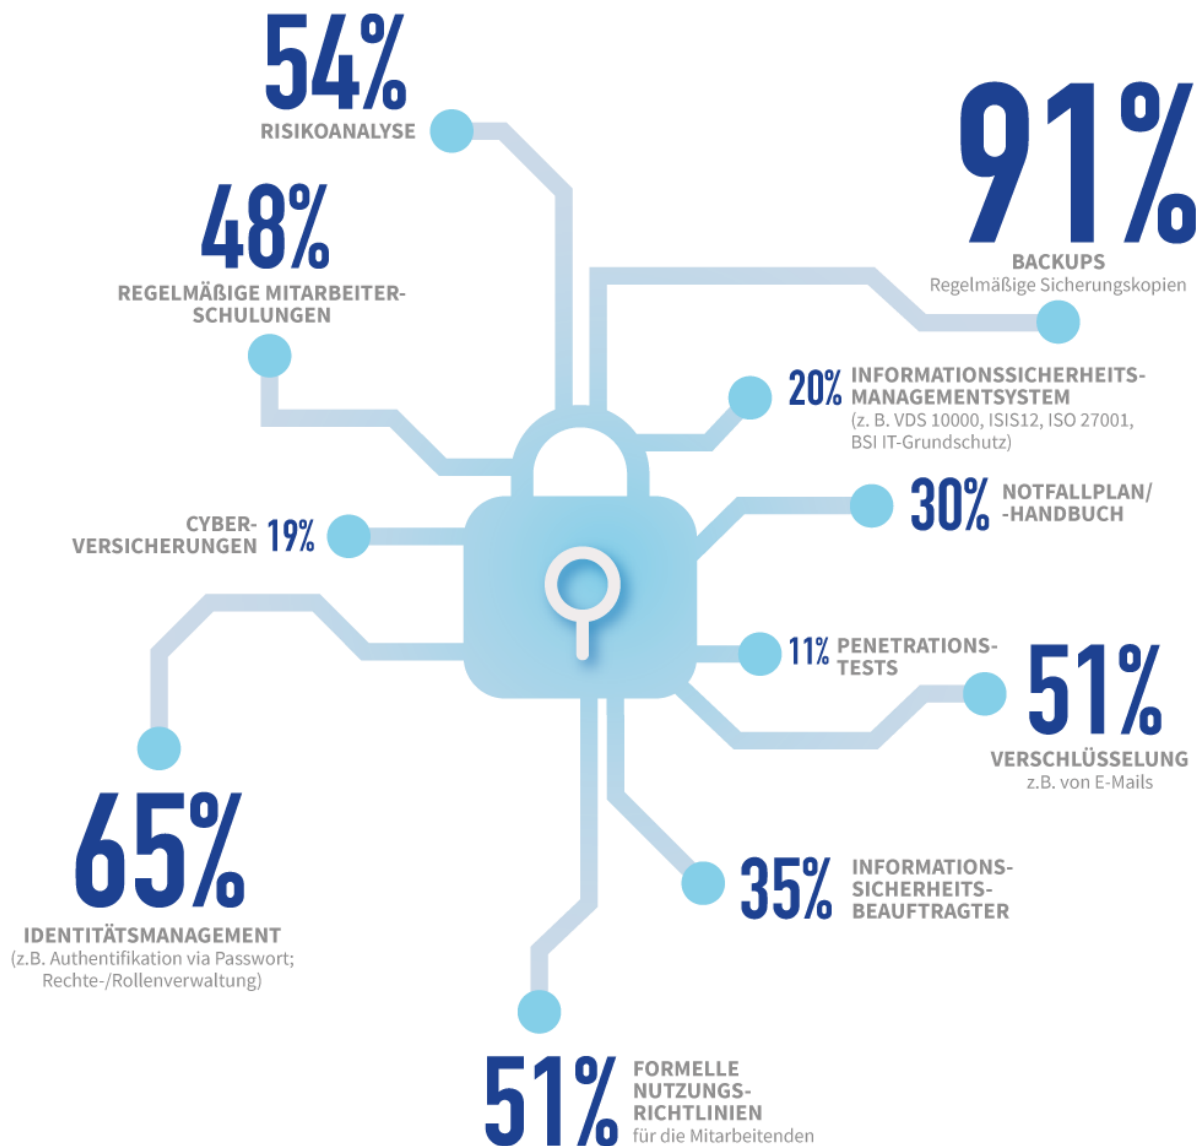 54%
RISIKOANALYSE
91%
BACKUPS
Regelmäßige Sicherungskopien
48%
REGELMÄßIGE MITARBEITER-
SCHULUNGEN
20%
INFORMATIONSSICHERHEITS-
MANAGEMENTSYSTEM
(z. B. VDS 10000, ISIS12, ISO 27001,
BSI IT-Grundschutz)
30%
NOTFALLPLAN/
-HANDBUCH
CYBER-
VERSICHERUNGEN
19%
11%
PENETRATIONS-
TESTS
51%
VERSCHLÜSSELUNG
z.B. von E-Mails
65%
IDENTITÄTSMANAGEMENT
(z.B. Authentifikation via Passwort;
Rechte-/Rollenverwaltung)
35%
INFORMATIONS-
SICHERHEITS-
BEAUFTRAGTER
51%
FORMELLE
NUTZUNGS-
RICHTLINIEN
für die Mitarbeitenden